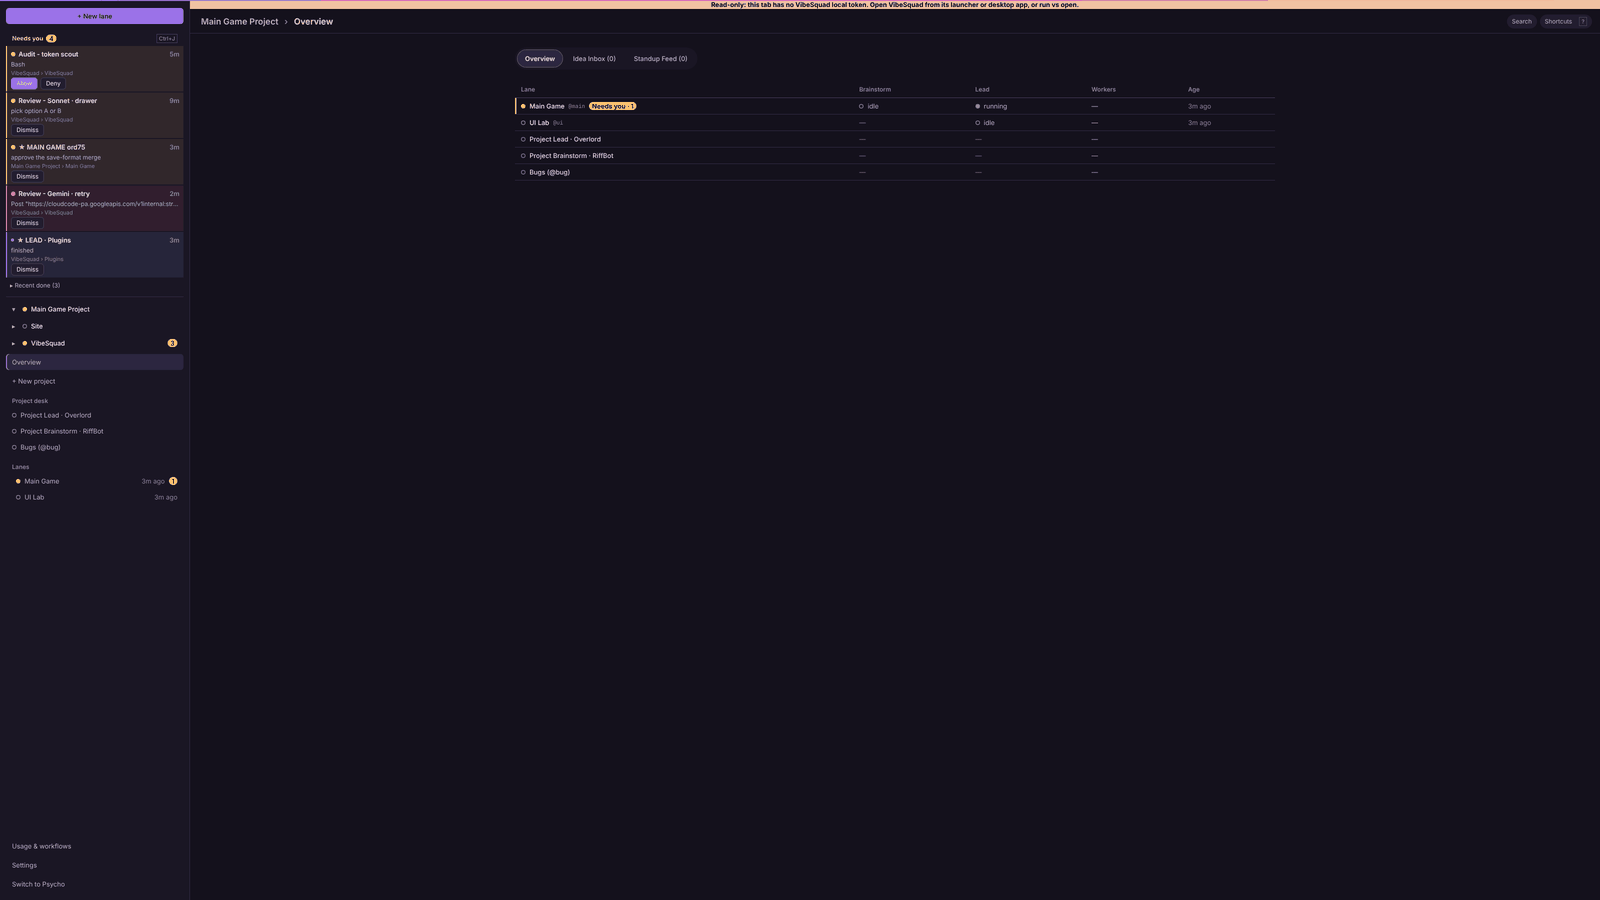 Read-only: this tab has no VibeSquad local token. Open VibeSquad from its launcher or desktop app, or run vs open.
+ New lane
Needs you 4 Ctrl+J
Audit - token scout 5m
Bash
VibeSquad › VibeSquad
Allow Deny
Review - Sonnet · drawer 9m
pick option A or B
VibeSquad › VibeSquad
Dismiss
★ MAIN GAME ord75 3m
approve the save-format merge
Main Game Project › Main Game
Dismiss
Review - Gemini · retry 2m
Post "https://cloudcode-pa.googleapis.com/v1internal:str...
VibeSquad › VibeSquad
Dismiss
★ LEAD · Plugins 3m
finished
VibeSquad › Plugins
Dismiss
▸ Recent done (3)
▾ Main Game Project
▸ Site
▸ VibeSquad 3
Overview
+ New project
Project desk
Project Lead · Overlord
Project Brainstorm · RiffBot
Bugs (@bug)
Lanes
Main Game 3m ago 1
UI Lab 3m ago
Usage & workflows
Settings
Switch to Psycho
Main Game Project › Overview
Search Shortcuts ?
Overview Idea Inbox (0) Standup Feed (0)
Lane Brainstorm Lead Workers Age
Main Game @main Needs you · 1 idle running — 3m ago
UI Lab @ui — idle — 3m ago
Project Lead · Overlord — — —
Project Brainstorm · RiffBot — — —
Bugs (@bug) — — —